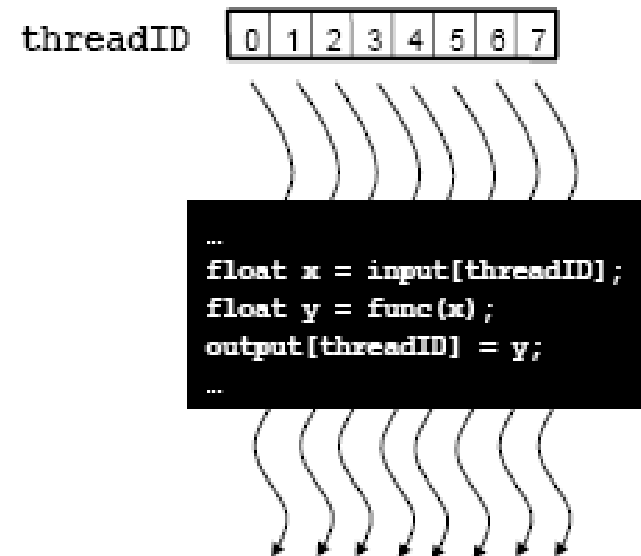 threadID 0 1 2 3 4 5 6 7
…
float x = input[threadID];
float y = func(x);
output[threadID] = y;
…